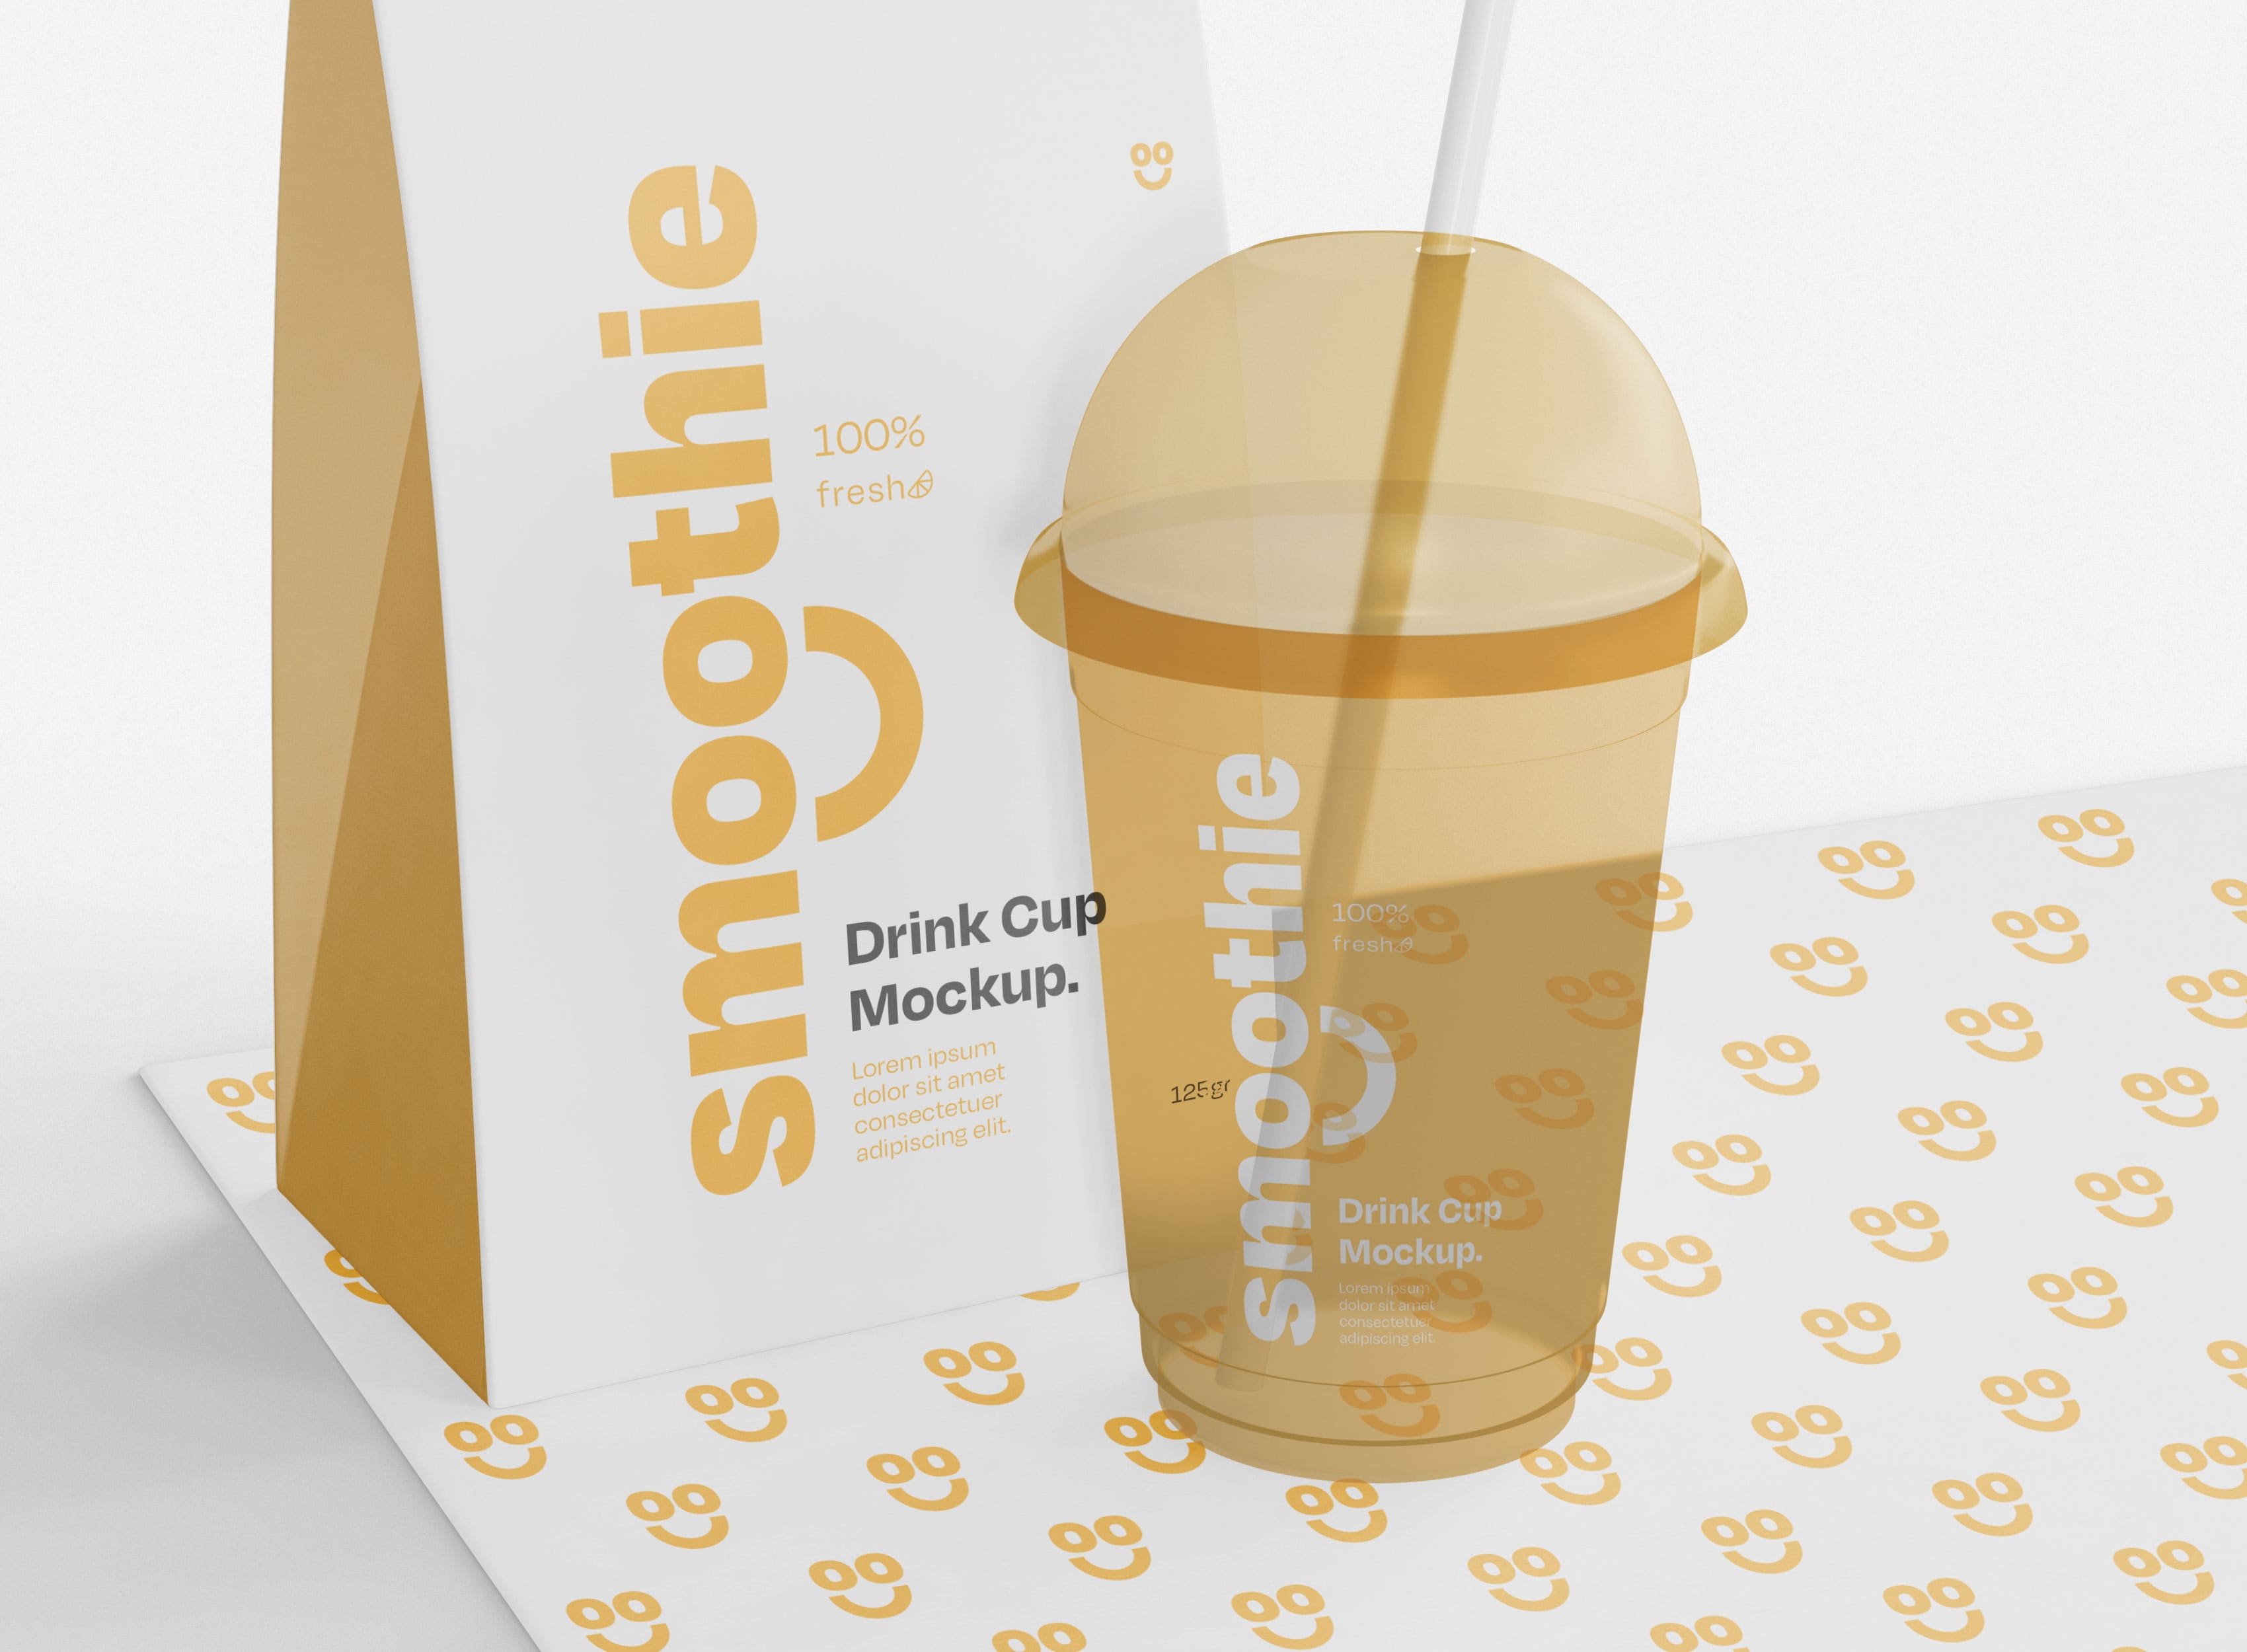 smoothie
100%
fresh
Drink Cup
Mockup.
Lorem ipsum
dolor sit amet
consectetuer
adipiscing elit.
125gr
smoothie
100%
fresh
Drink Cup
Mockup.
Lorem ipsum
dolor sit amet
consectetuer
adipiscing elit.